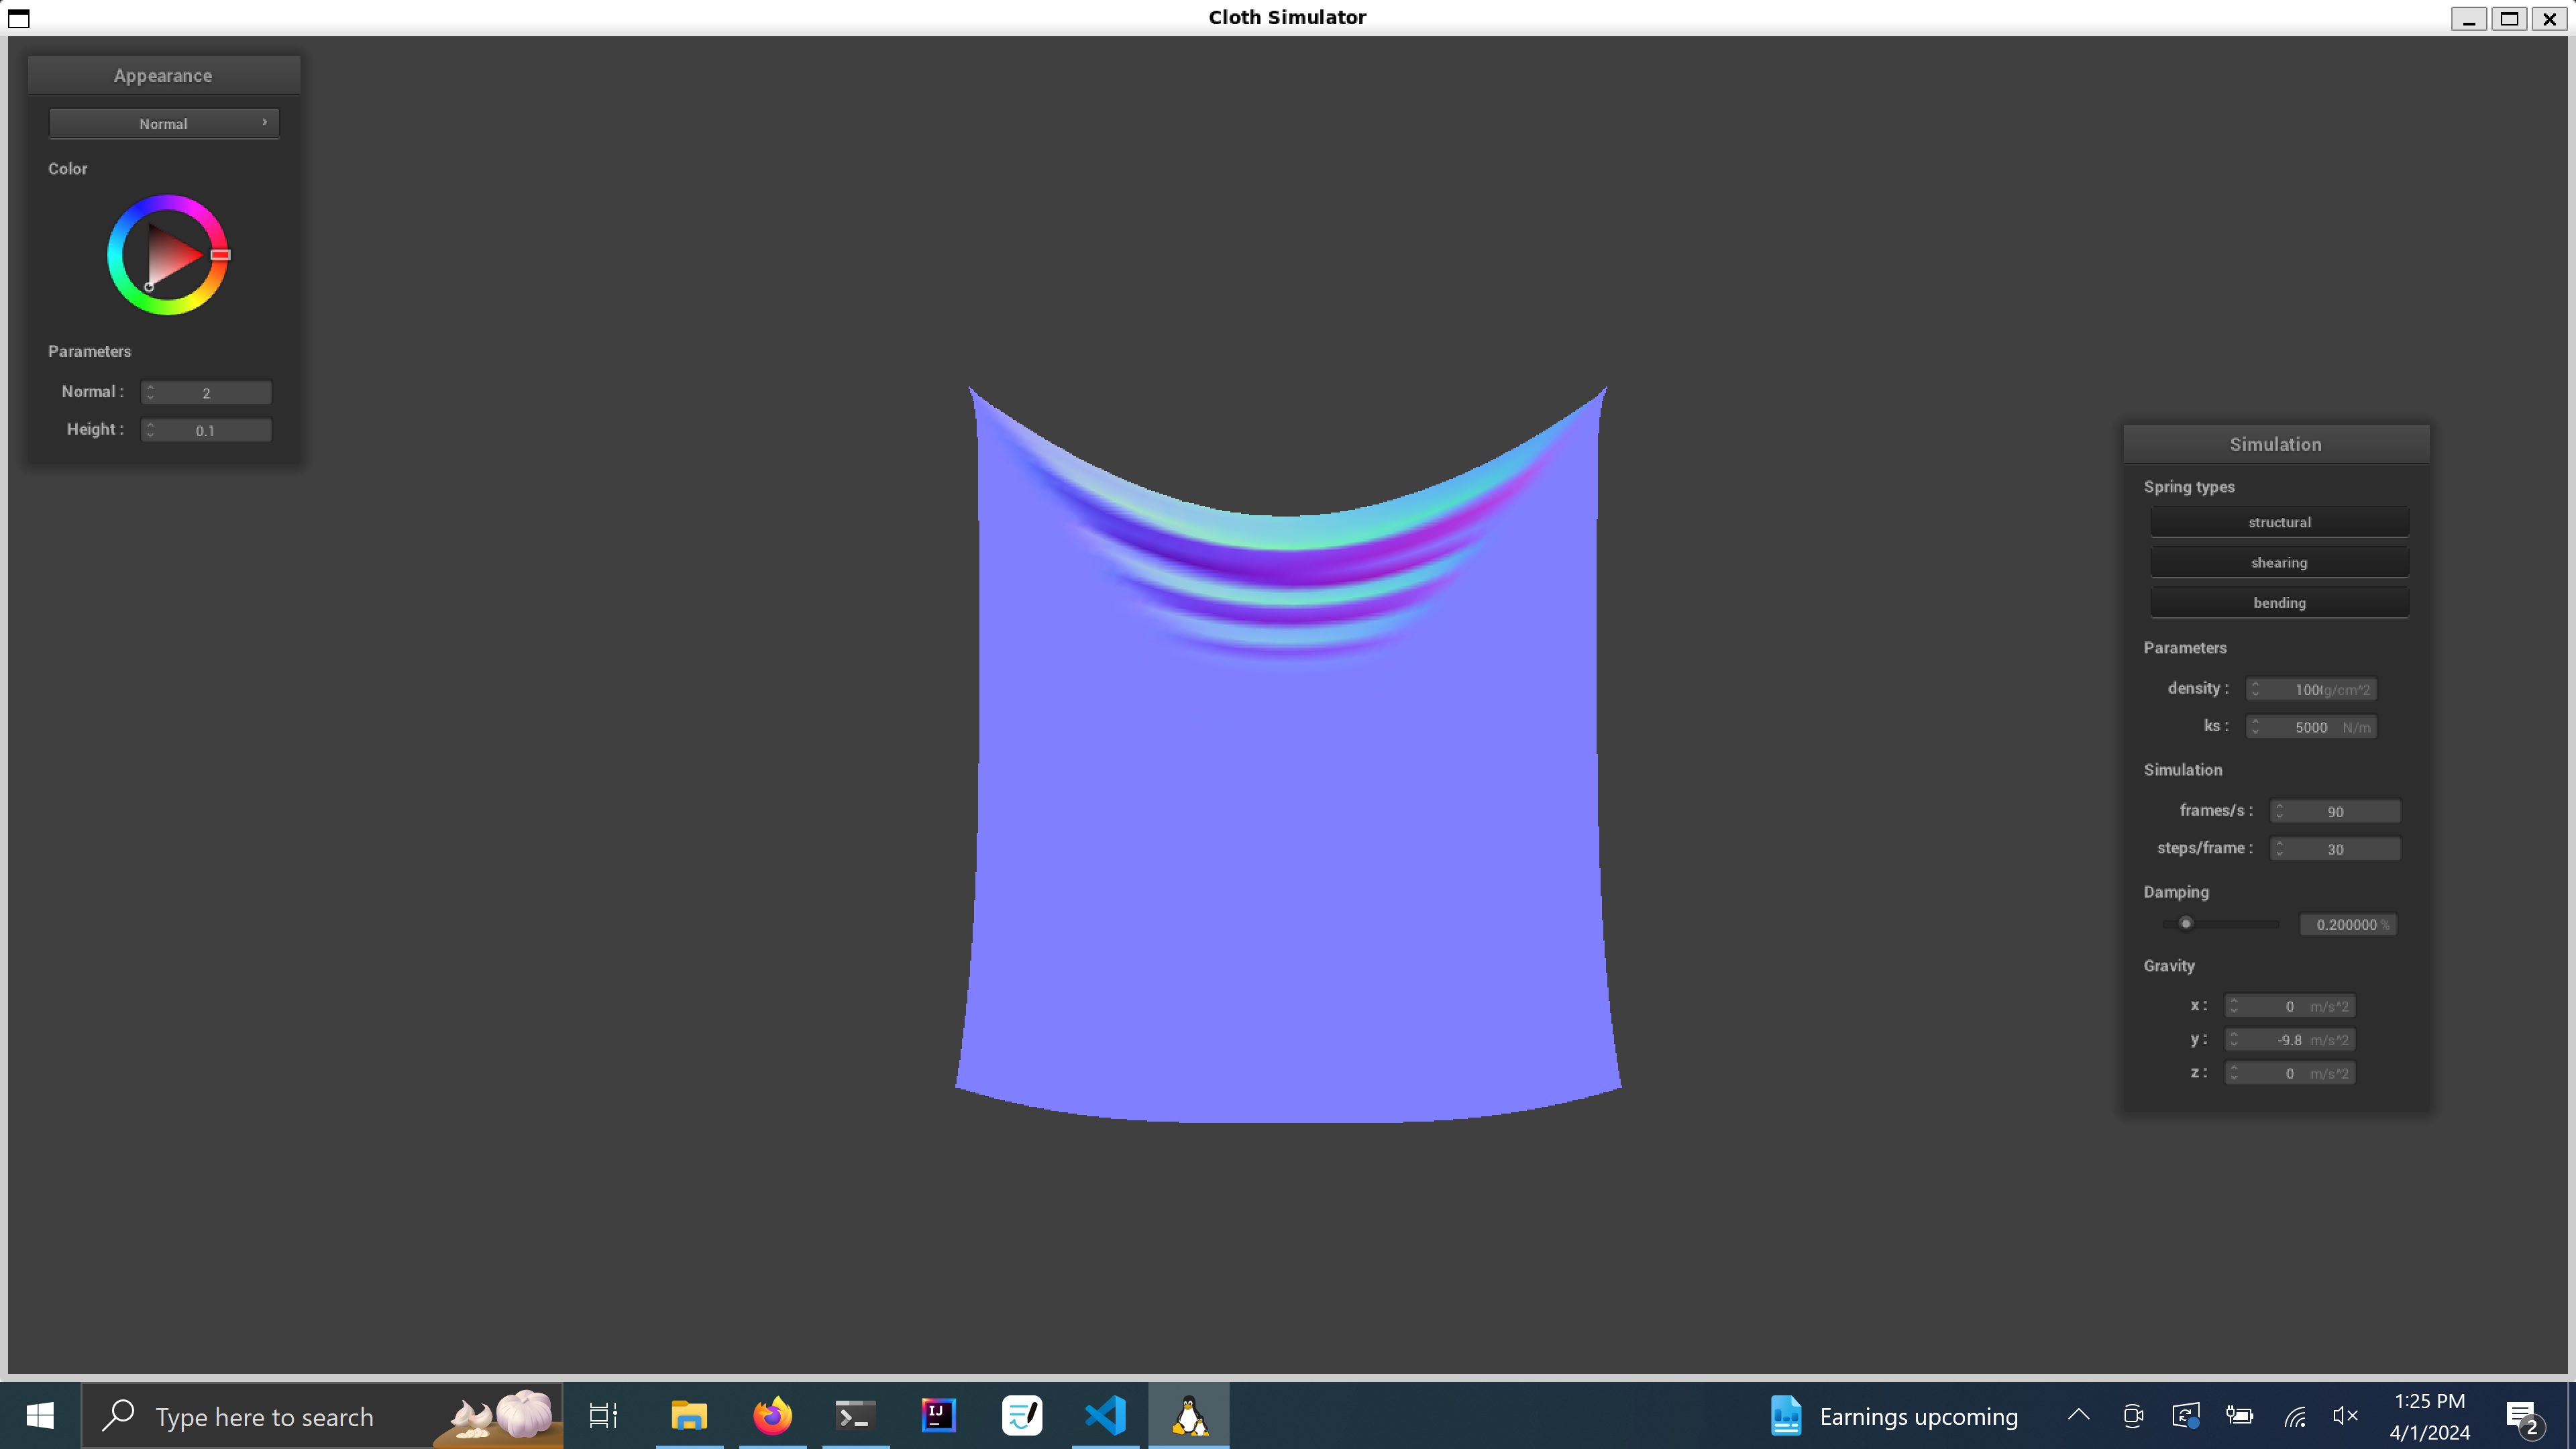 Cloth Simulator
Appearance
Normal
Color
Parameters
Normal : 2
Height : 0.1
Simulation
Spring types
structural
shearing
bending
Parameters
density : 100 g/cm^2
ks : 5000 N/m
Simulation
frames/s : 90
steps/frame : 30
Damping
0.200000 %
Gravity
x : 0 m/s^2
y : -9.8 m/s^2
z : 0 m/s^2
Type here to search
IJ
Earnings upcoming
1:25 PM
4/1/2024
2